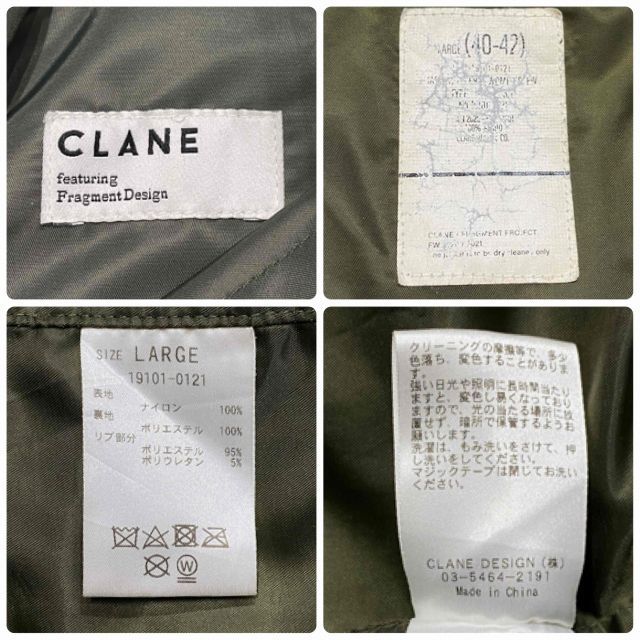 CLANE
featuring
FragmentDesign
(40-42)
CLANE
PROJECT
dry only
SIZE LARGE
19101-0121
表地
ナイロン 100%
裏地
ポリエステル 100%
リブ部分
ポリエステル 95%
ポリウレタン 5%
クリーニングの摩擦等で、多少
色落ち、変色することがありま
す。
強い日光や照明に長時間当たり
ますと、変色し易くなっており
ますので、光の当たる場所に放
置せず、暗所で保管するようお
願い致します。
洗濯は、もみ洗いをさけて、押
し洗いをしてください。
マジックテープは閉じてお洗い
ください。
CLANE DESIGN (株)
03-5464-2191
Made in China